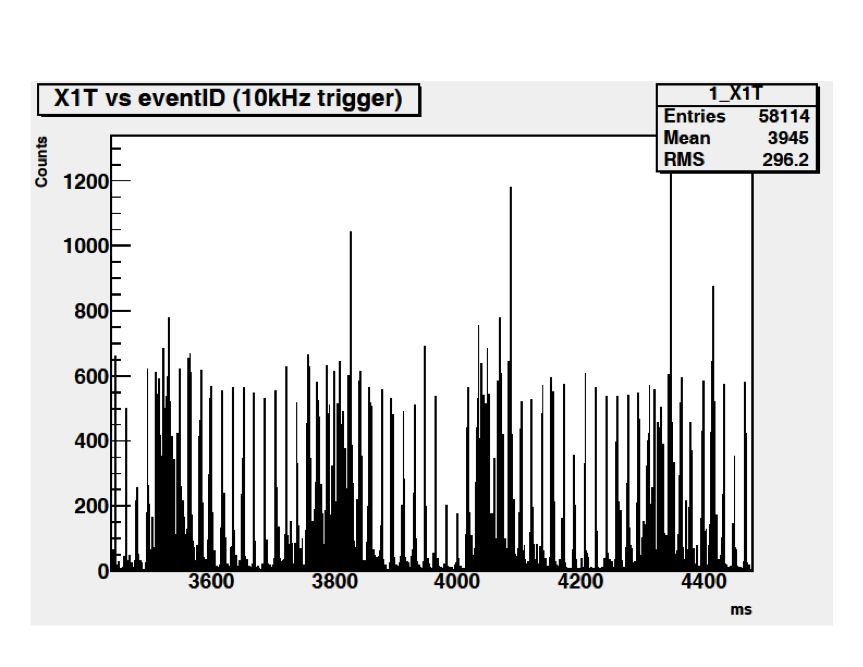 X1T vs eventID (10kHz trigger)
1_X1T
Entries 58114
Mean 3945
RMS 296.2
Counts
1200
1000
800
600
400
200
0
3600 3800 4000 4200 4400
ms